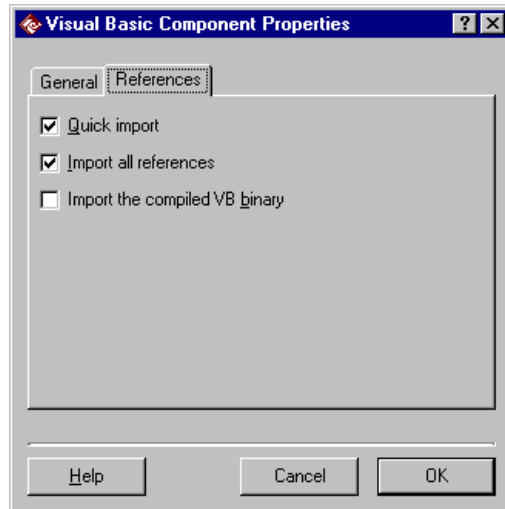 Visual Basic Component Properties
General References
Quick import
Import all references
Import the compiled VB binary
Help Cancel OK